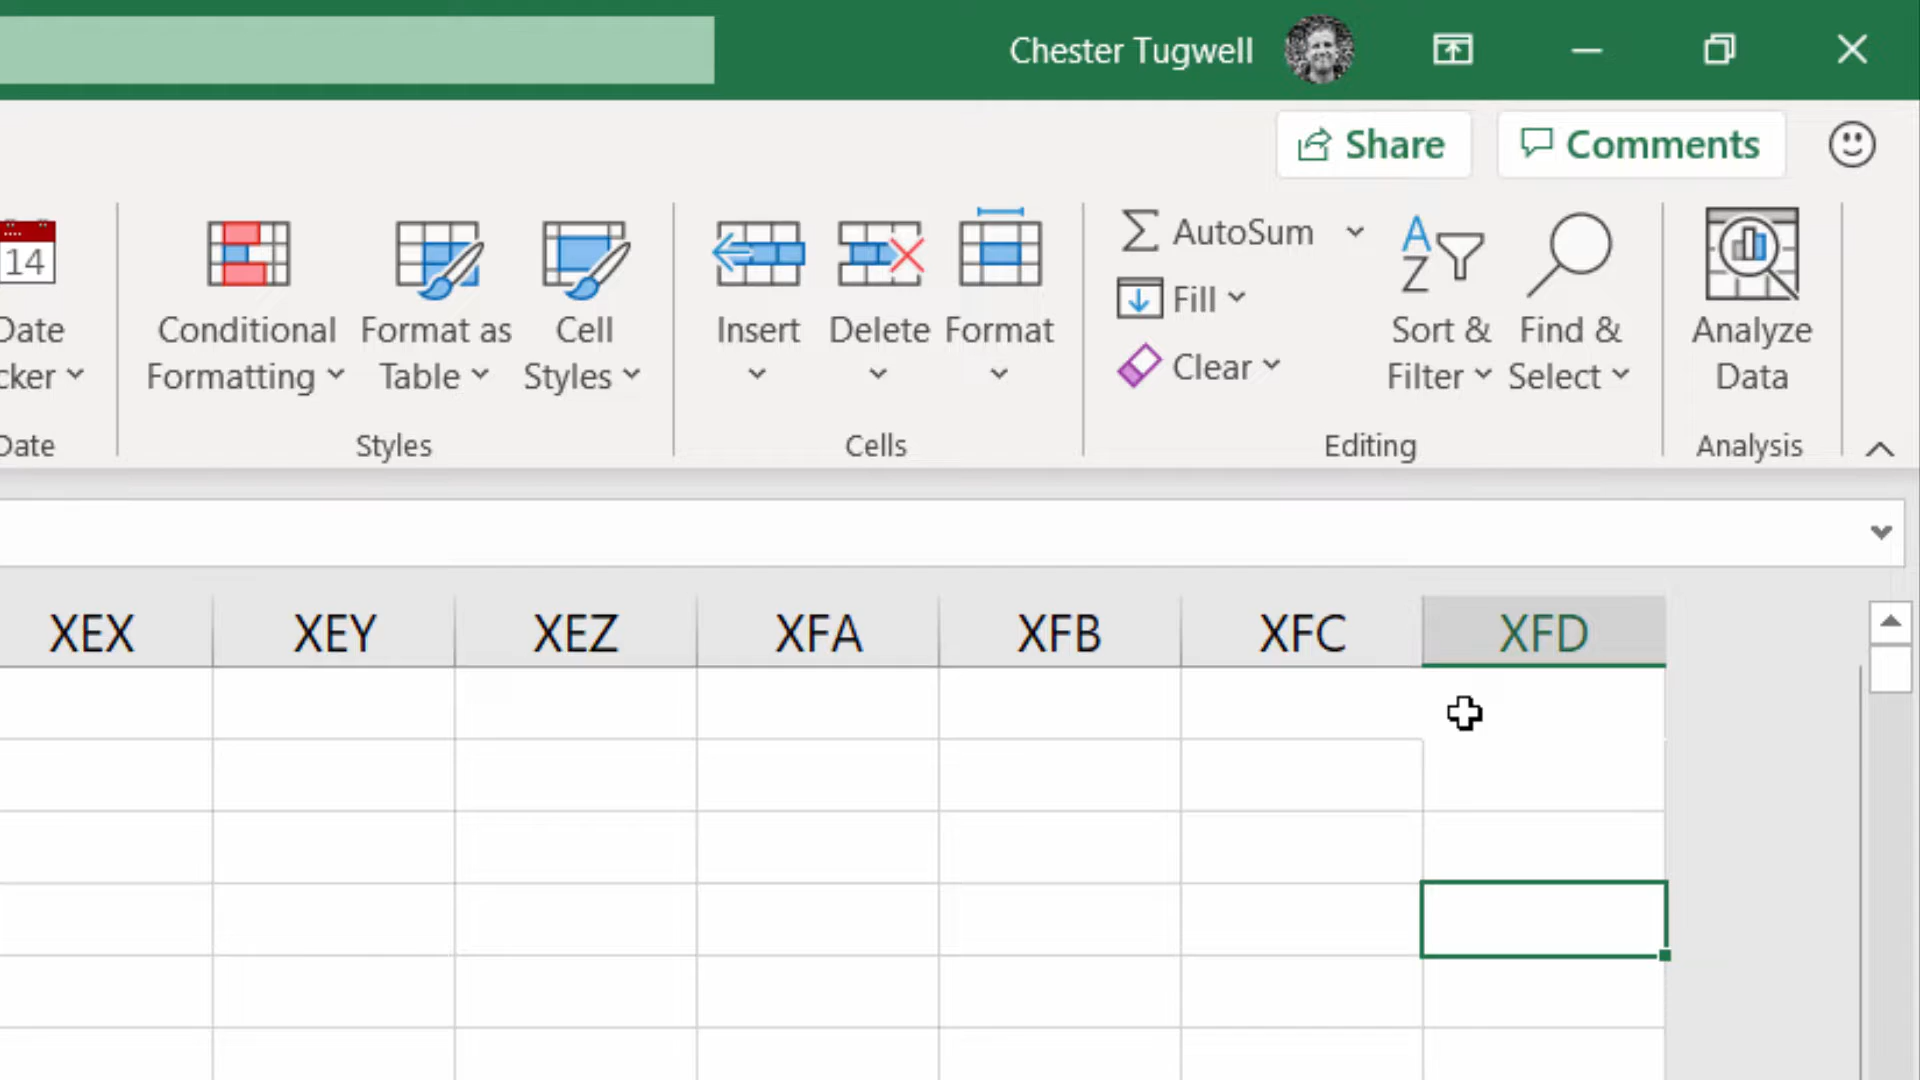 Chester Tugwell
Share
Comments
14
Date
cker
Date
Conditional
Formatting
Format as
Table
Cell
Styles
Styles
Insert
Delete
Format
Cells
AutoSum
Fill
Clear
A
Z
Sort &
Filter
Find &
Select
Editing
Analyze
Data
Analysis
XEX
XEY
XEZ
XFA
XFB
XFC
XFD